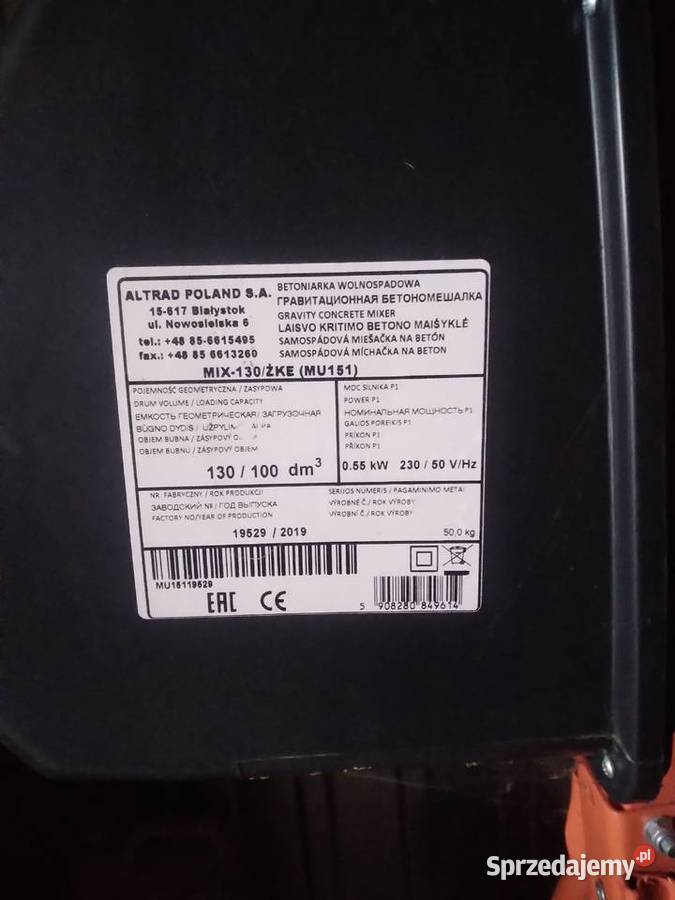 ALTRAD POLAND S.A.
15-617 Białystok
ul. Nowosielska 6
tel.: +48 85-6615495
fax.: +48 85 6613260
BETONIARKA WOLNOSPADOWA
ГРАВИТАЦИОННАЯ БЕТОНОМЕШАЛКА
GRAVITY CONCRETE MIXER
LAISVO KRITIMO BETONO MAIŠYKLĖ
SAMOSPÁDOVÁ MIEŠAČKA NA BETÓN
SAMOSPÁDOVÁ MÍCHAČKA NA BETON
MIX-130/ŻKE (MU151)
POJEMNOŚĆ GEOMETRYCZNA / ZASYPOWA
DRUM VOLUME / LOADING CAPACITY
ЕМКОСТЬ ГЕОМЕТРИЧЕСКАЯ/ ЗАГРУЗОЧНАЯ
BŪGNO DYDIS /
OBJEM BUBNA / ZÁSYPOVÝ
OBJEM BUBNU / ZÁSYPOVÝ OBJEM
130 / 100 dm³
MOC SILNIKA P1
POWER P1
НОМИНАЛЬНАЯ МОЩНОСТЬ P1
GALIOS POREIKIS P1
PRÍKON P1
PŘÍKON P1
0.55 kW 230 / 50 V/Hz
NR. FABRYCZNY / ROK PRODUKCJI
ЗАВОДСКИЙ № / ГОД ВЫПУСКА
FACTORY NO/YEAR OF PRODUCTION
SERIJOS NUMERIS / PAGAMINIMO METAI
VÝROBNÉ Č./ ROK VÝROBY
VÝROBNÍ Č./ ROK VÝROBY
19529 / 2019
50.0 kg
MU15119529
EAC CE
5 908280 849614
Sprzedajemy.pl